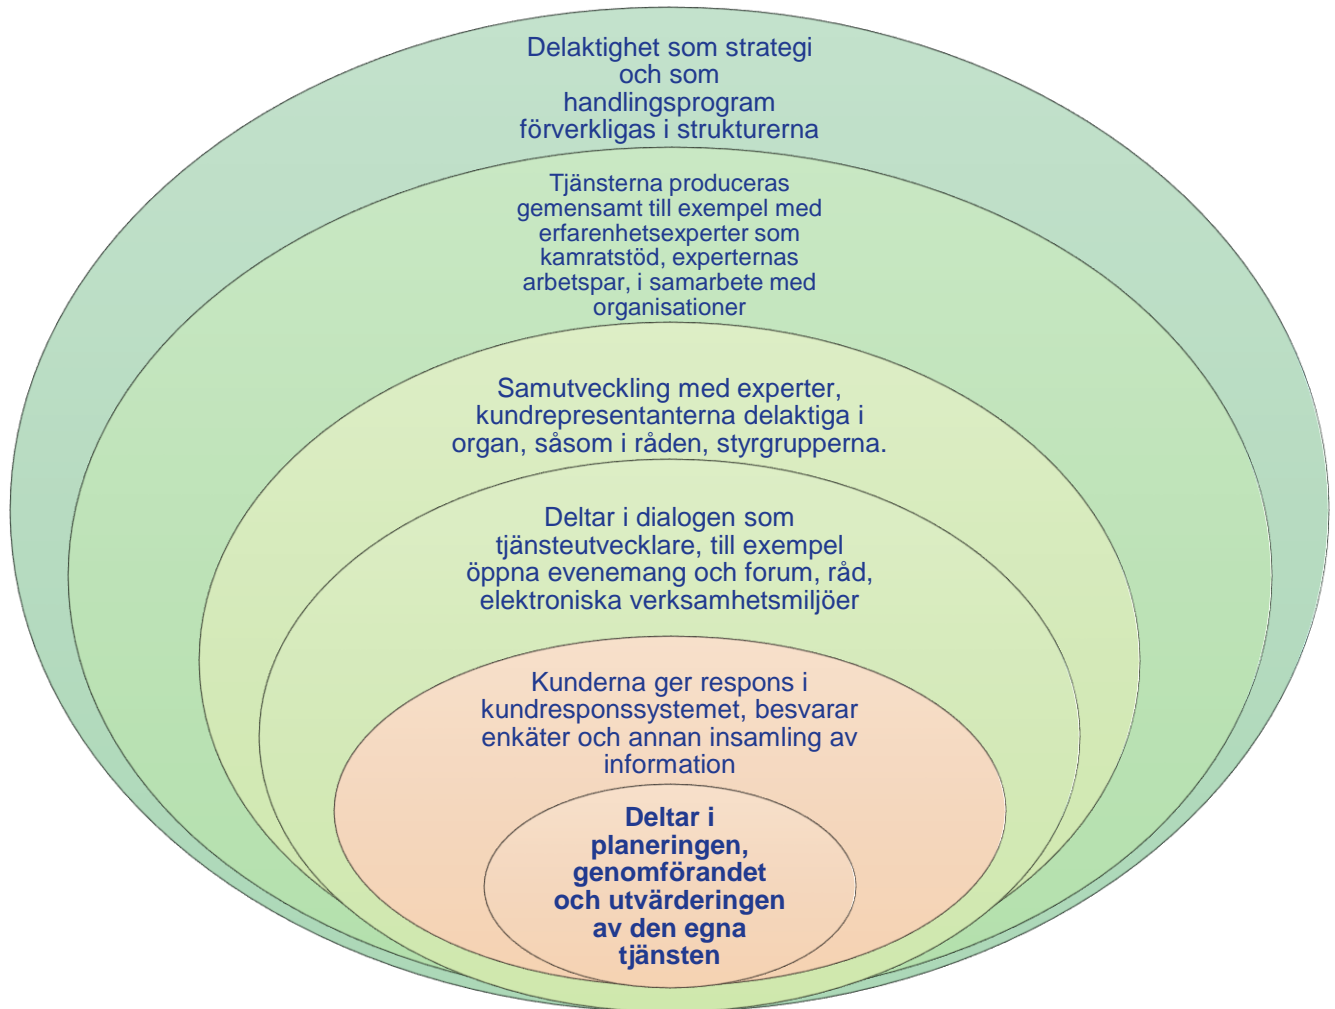 Delaktighet som strategi
och som
handlingsprogram
förverkligas i strukturerna
Tjänsterna produceras
gemensamt till exempel med
erfarenhetsexperter som
kamratstöd, experternas
arbetspar, i samarbete med
organisationer
Samutveckling med experter,
kundrepresentanterna delaktiga i
organ, såsom i råden, styrgrupperna.
Deltar i dialogen som
tjänsteutvecklare, till exempel
öppna evenemang och forum, råd,
elektroniska verksamhetsmiljöer
Kunderna ger respons i
kundresponssystemet, besvarar
enkäter och annan insamling av
information
Deltar i
planeringen,
genomförandet
och utvärderingen
av den egna
tjänsten